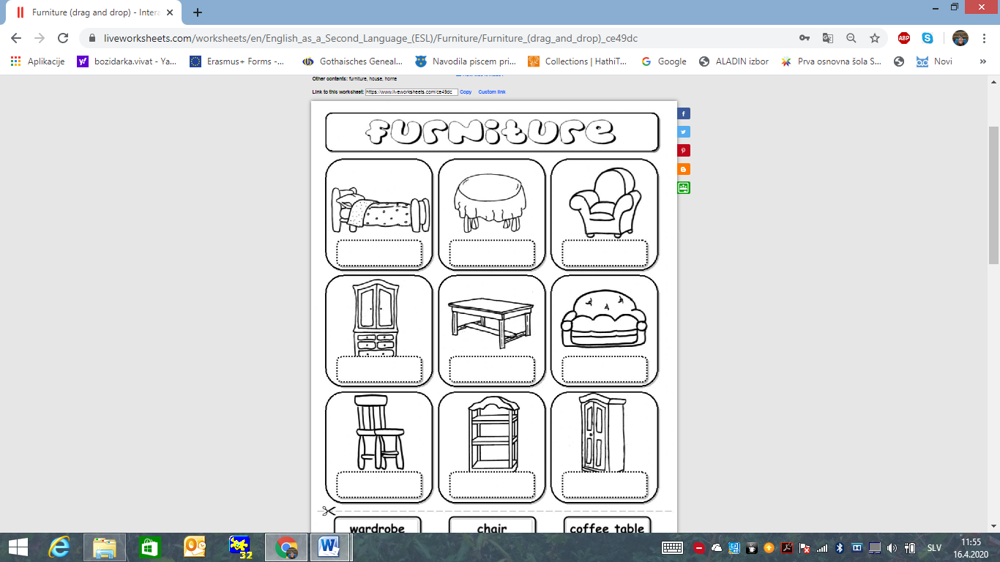 Furniture (drag and drop) - Intera
liveworksheets.com/worksheets/en/English_as_a_Second_Language_(ESL)/Furniture/Furniture_(drag_and_drop)_ce49dc
ABP
Aplikacije
bozidarka.vivat - Ya...
Erasmus+ Forms -...
Gothaisches Geneal...
Navodila piscem pri...
Collections | HathiT...
Google
ALADIN izbor
Prva osnovna šola S...
Novi
Other contents: furniture, house, home
Link to this worksheet: https://www.liveworksheets.com/ce49dc Copy Custom link
FURNITURE
wardrobe
chair
coffee table
32
SLV
11:55
16.4.2020